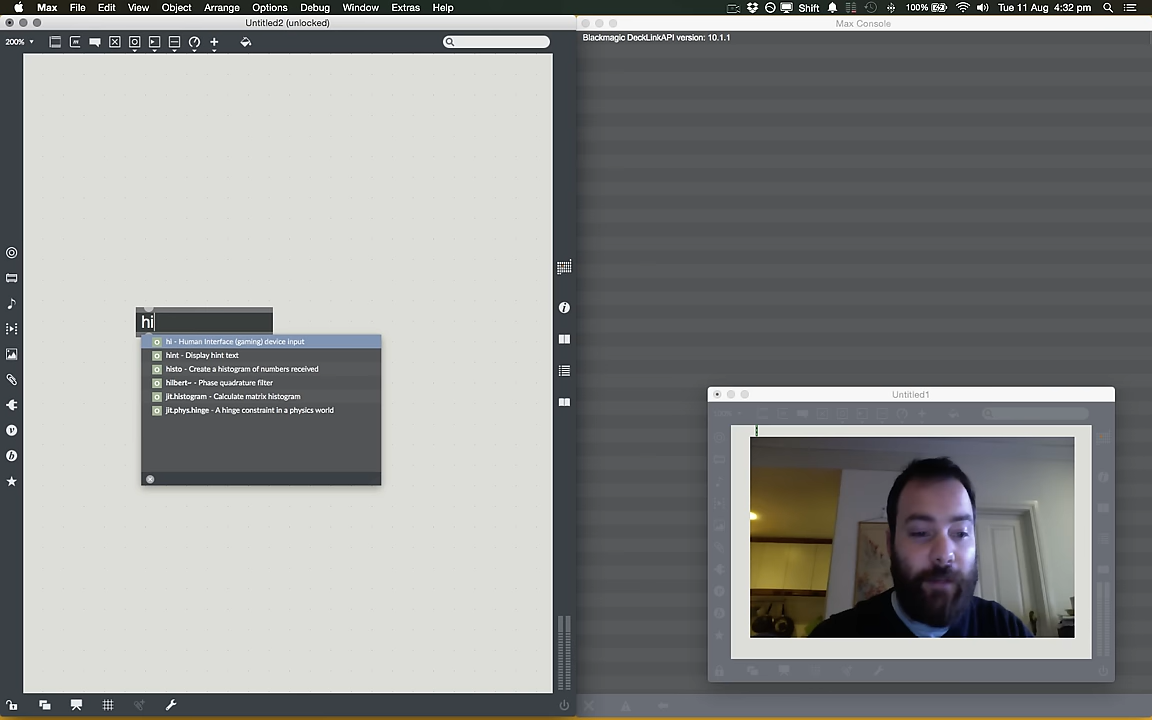 Max File Edit View Object Arrange Options Debug Window Extras Help
Shift 100% Tue 11 Aug 4:32 pm
Untitled2 (unlocked)
Max Console
200%
Blackmagic DeckLinkAPI version: 10.1.1
hi
hi - Human Interface (gaming) device input
hint - Display hint text
histo - Create a histogram of numbers received
hilbert~ - Phase quadrature filter
jit.histogram - Calculate matrix histogram
jit.phys.hinge - A hinge constraint in a physics world
Untitled1